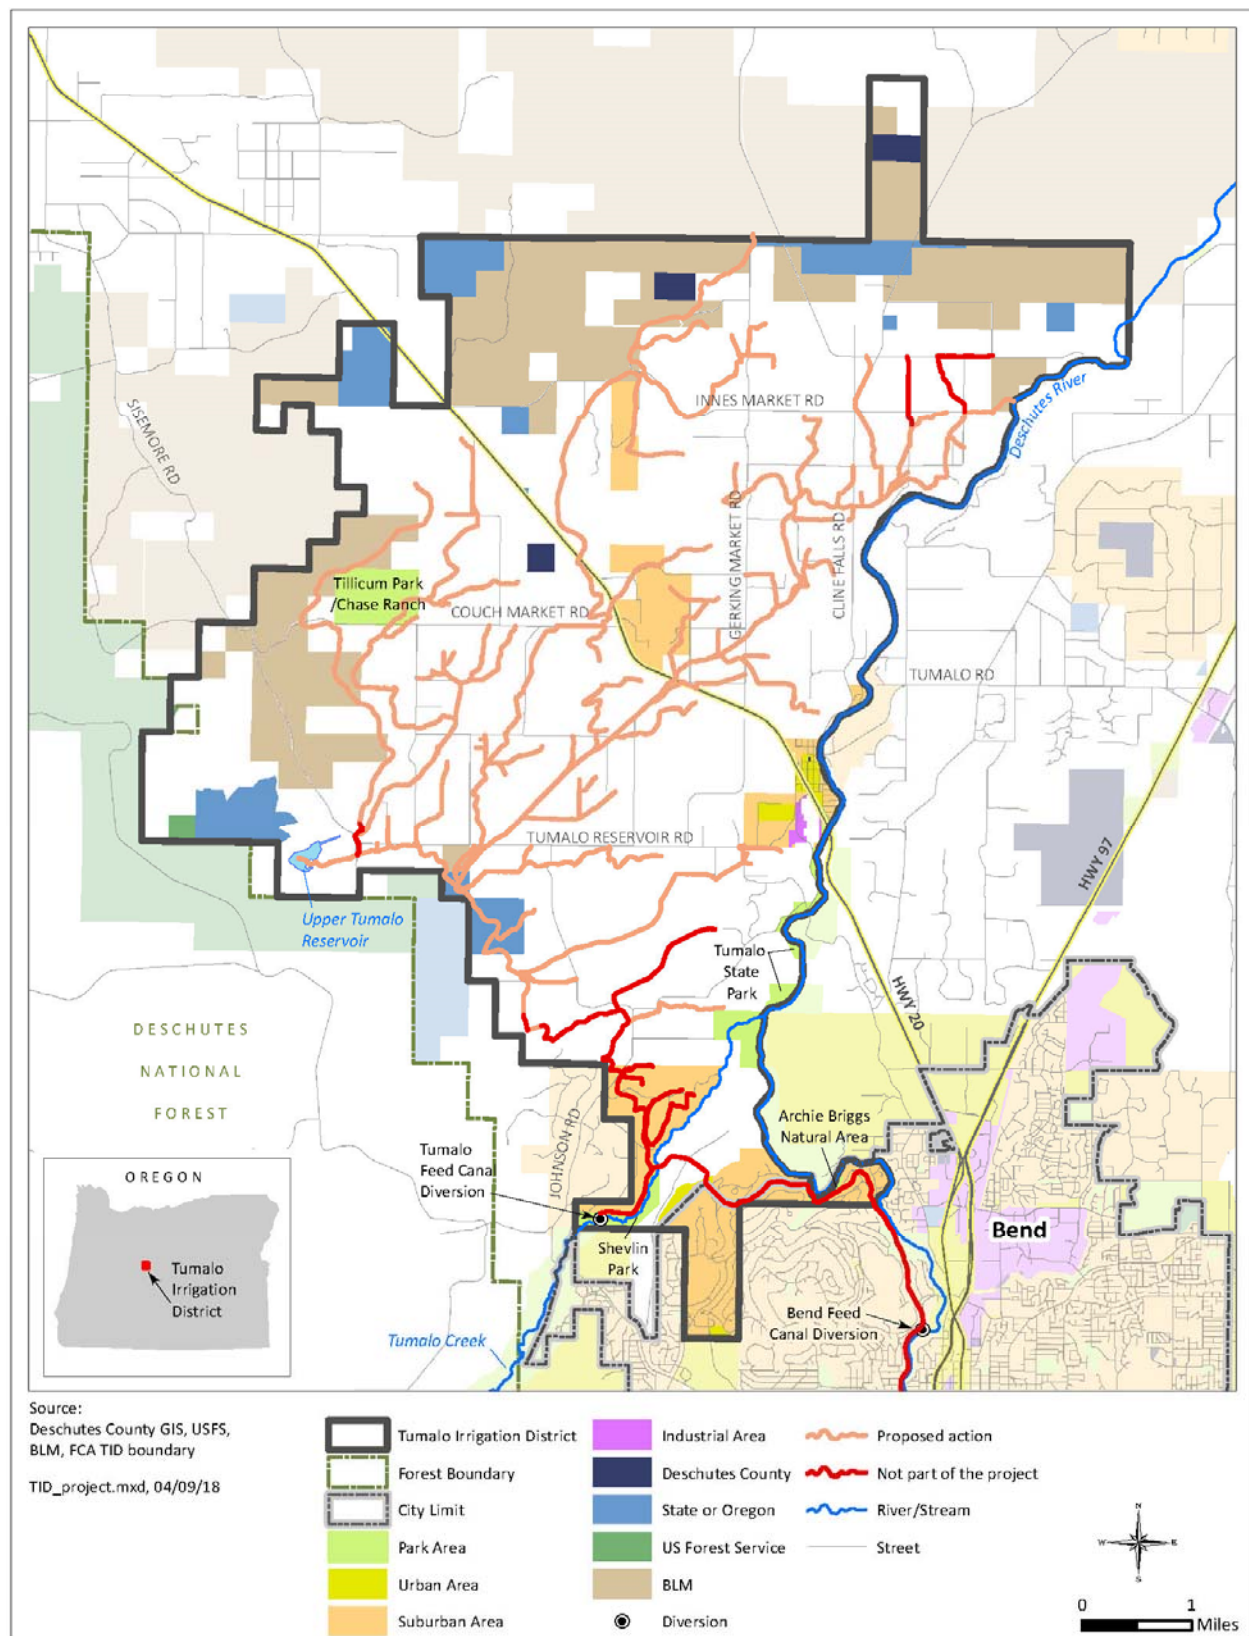 INNES MARKET RD
Deschutes River
SISEMORE RD
GERKING MARKET RD
CLINE FALLS RD
Tillicum Park
/Chase Ranch
COUCH MARKET RD
TUMALO RD
TUMALO RESERVOIR RD
HWY 97
Upper Tumalo
Reservoir
Tumalo
State
Park
HWY 20
DESCHUTES
NATIONAL
FOREST
Archie Briggs
Natural Area
JOHNSON RD
Tumalo
Feed Canal
Diversion
OREGON
Tumalo
Irrigation
District
Shevlin
Park
Bend
Bend Feed
Canal Diversion
Tumalo Creek
Source:
Deschutes County GIS, USFS,
BLM, FCA TID boundary
TID_project.mxd, 04/09/18
Tumalo Irrigation District
Forest Boundary
City Limit
Park Area
Urban Area
Suburban Area
Industrial Area
Deschutes County
State or Oregon
US Forest Service
BLM
Diversion
Proposed action
Not part of the project
River/Stream
Street
N
W
E
S
0 1
Miles